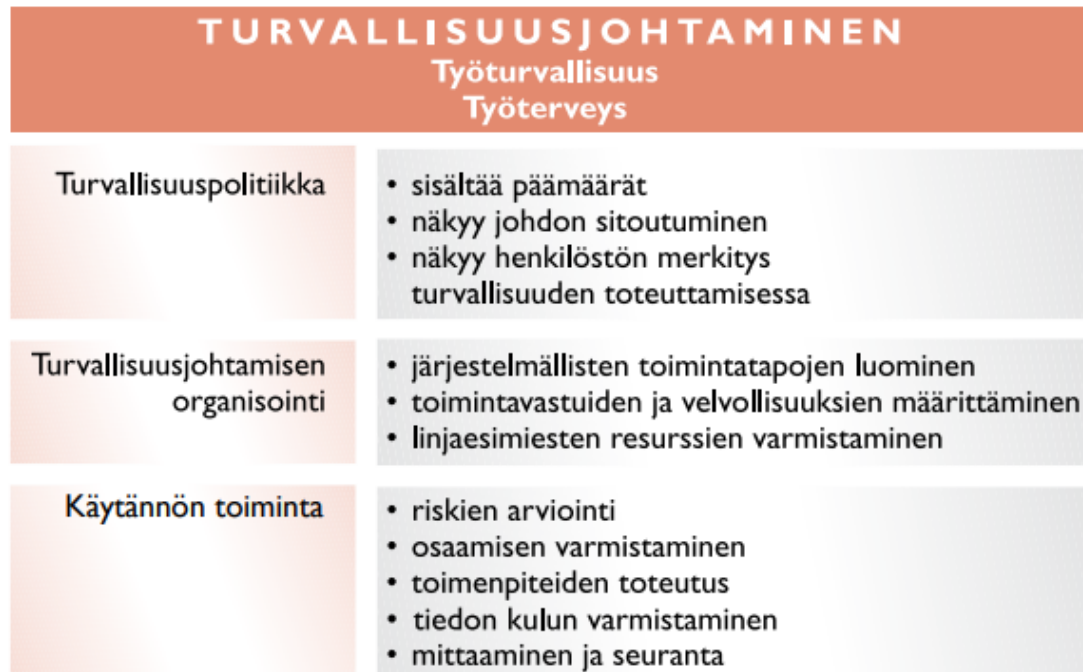 TURVALLISUUSJOHTAMINEN
Työturvallisuus
Työterveys
Turvallisuuspolitiikka
• sisältää päämäärät
• näkyy johdon sitoutuminen
• näkyy henkilöstön merkitys
turvallisuuden toteuttamisessa
Turvallisuusjohtamisen
organisointi
• järjestelmällisten toimintatapojen luominen
• toimintavastuiden ja velvollisuuksien määrittäminen
• linjaesimiesten resurssien varmistaminen
Käytännön toiminta
• riskien arviointi
• osaamisen varmistaminen
• toimenpiteiden toteutus
• tiedon kulun varmistaminen
• mittaaminen ja seuranta